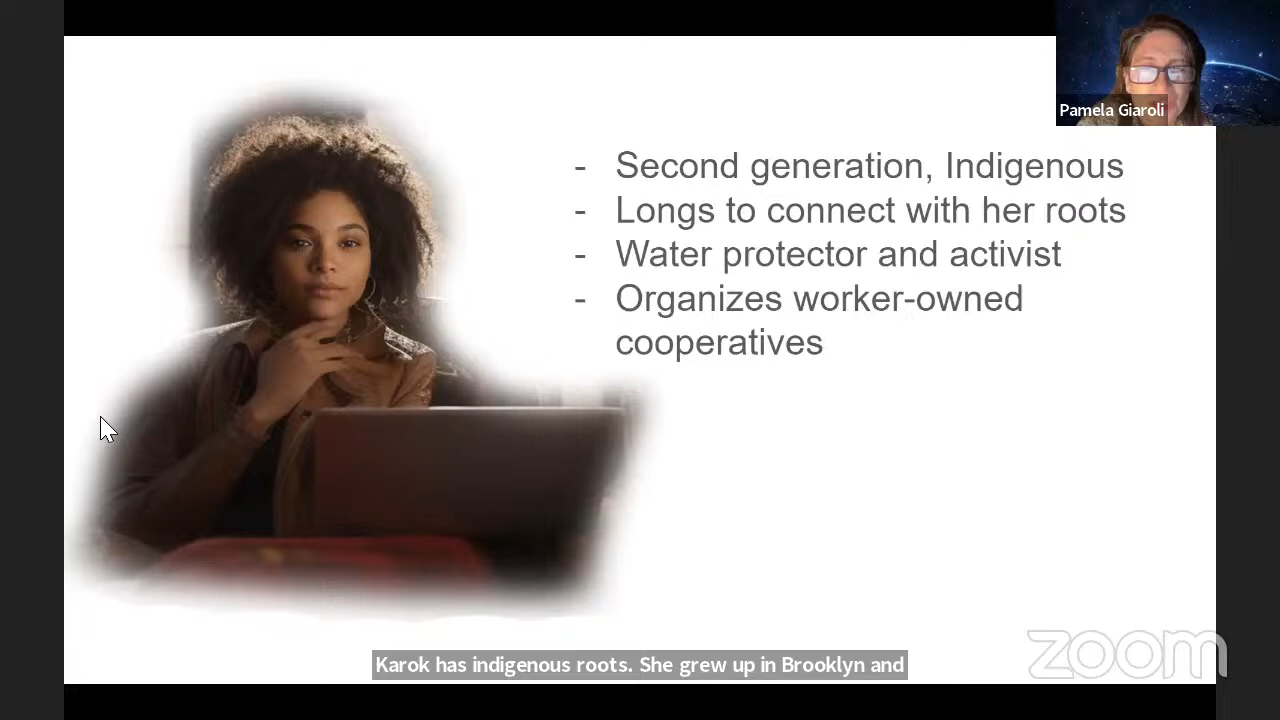 Pamela Giaroli
- Second generation, Indigenous
- Longs to connect with her roots
- Water protector and activist
- Organizes worker-owned
cooperatives
Karok has indigenous roots. She grew up in Brooklyn and
zoom